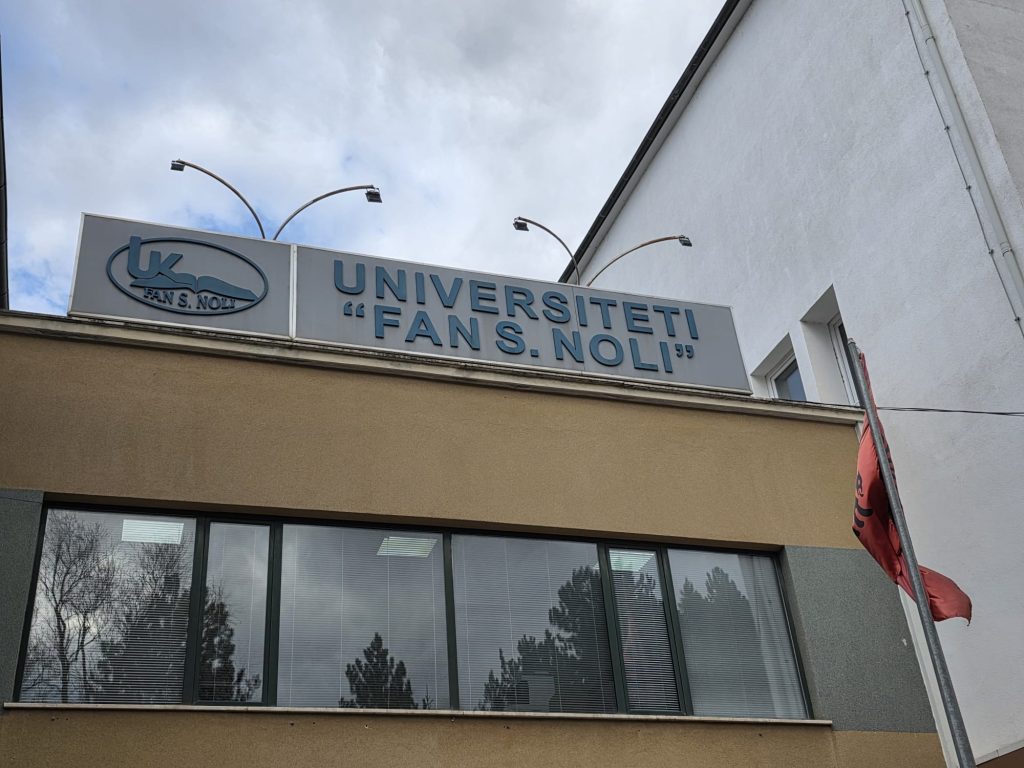 UK
FAN S. NOLI
UNIVERSITETI
“FAN S. NOLI”